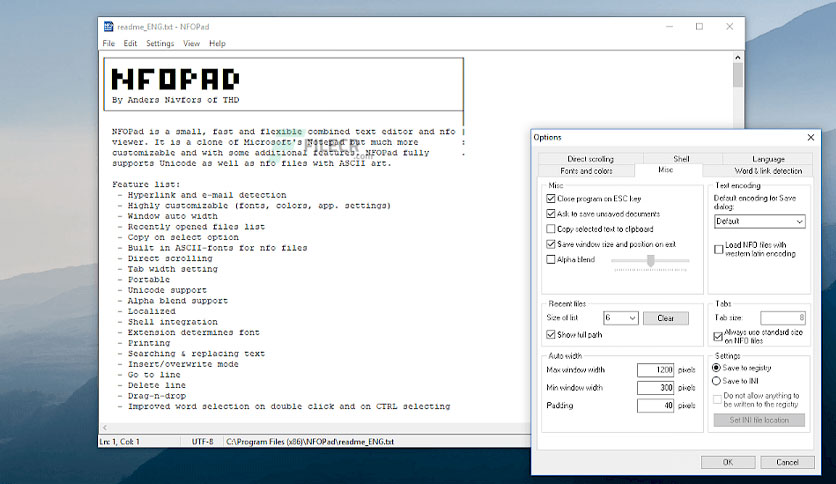 readme_ENG.txt - NFOPad
File Edit Settings View Help
NFOPAD
By Anders Nivfors of THD
NFOPad is a small, fast and flexible combined text editor and nfo
viewer. It is a clone of Microsoft's Notepad but much more
customizable and with some additional features. NFOPad fully
supports Unicode as well as nfo files with ASCII art.
FILECR
.com
Feature list:
- Hyperlink and e-mail detection
- Highly customizable (fonts, colors, app. settings)
- Window auto width
- Recently opened files list
- Copy on select option
- Built in ASCII-fonts for nfo files
- Direct scrolling
- Tab width setting
- Portable
- Unicode support
- Alpha blend support
- Localized
- Shell integration
- Extension determines font
- Printing
- Searching & replacing text
- Insert/overwrite mode
- Go to line
- Delete line
- Drag-n-drop
- Improved word selection on double click and on CTRL selecting
Ln: 1, Col: 1 UTF-8 C:\Program Files (x86)\NFOPad\readme_ENG.txt
Options
Direct scrolling Shell Language
Fonts and colors Misc Word & link detection
Misc
Close program on ESC key
Ask to save unsaved documents
Copy selected text to clipboard
Save window size and position on exit
Alpha blend
Text encoding
Default encoding for Save
dialog:
Default
Load NFO files with
western latin encoding
Recent files
Size of list 6 Clear
Show full path
Tabs
Tab size: 8
Always use standard size
on NFO files
Auto width
Max window width 1200 pixels
Min window width 300 pixels
Padding 40 pixels
Settings
Save to registry
Save to INI
Do not allow anything to
be written to the registry
Set INI file location
OK Cancel